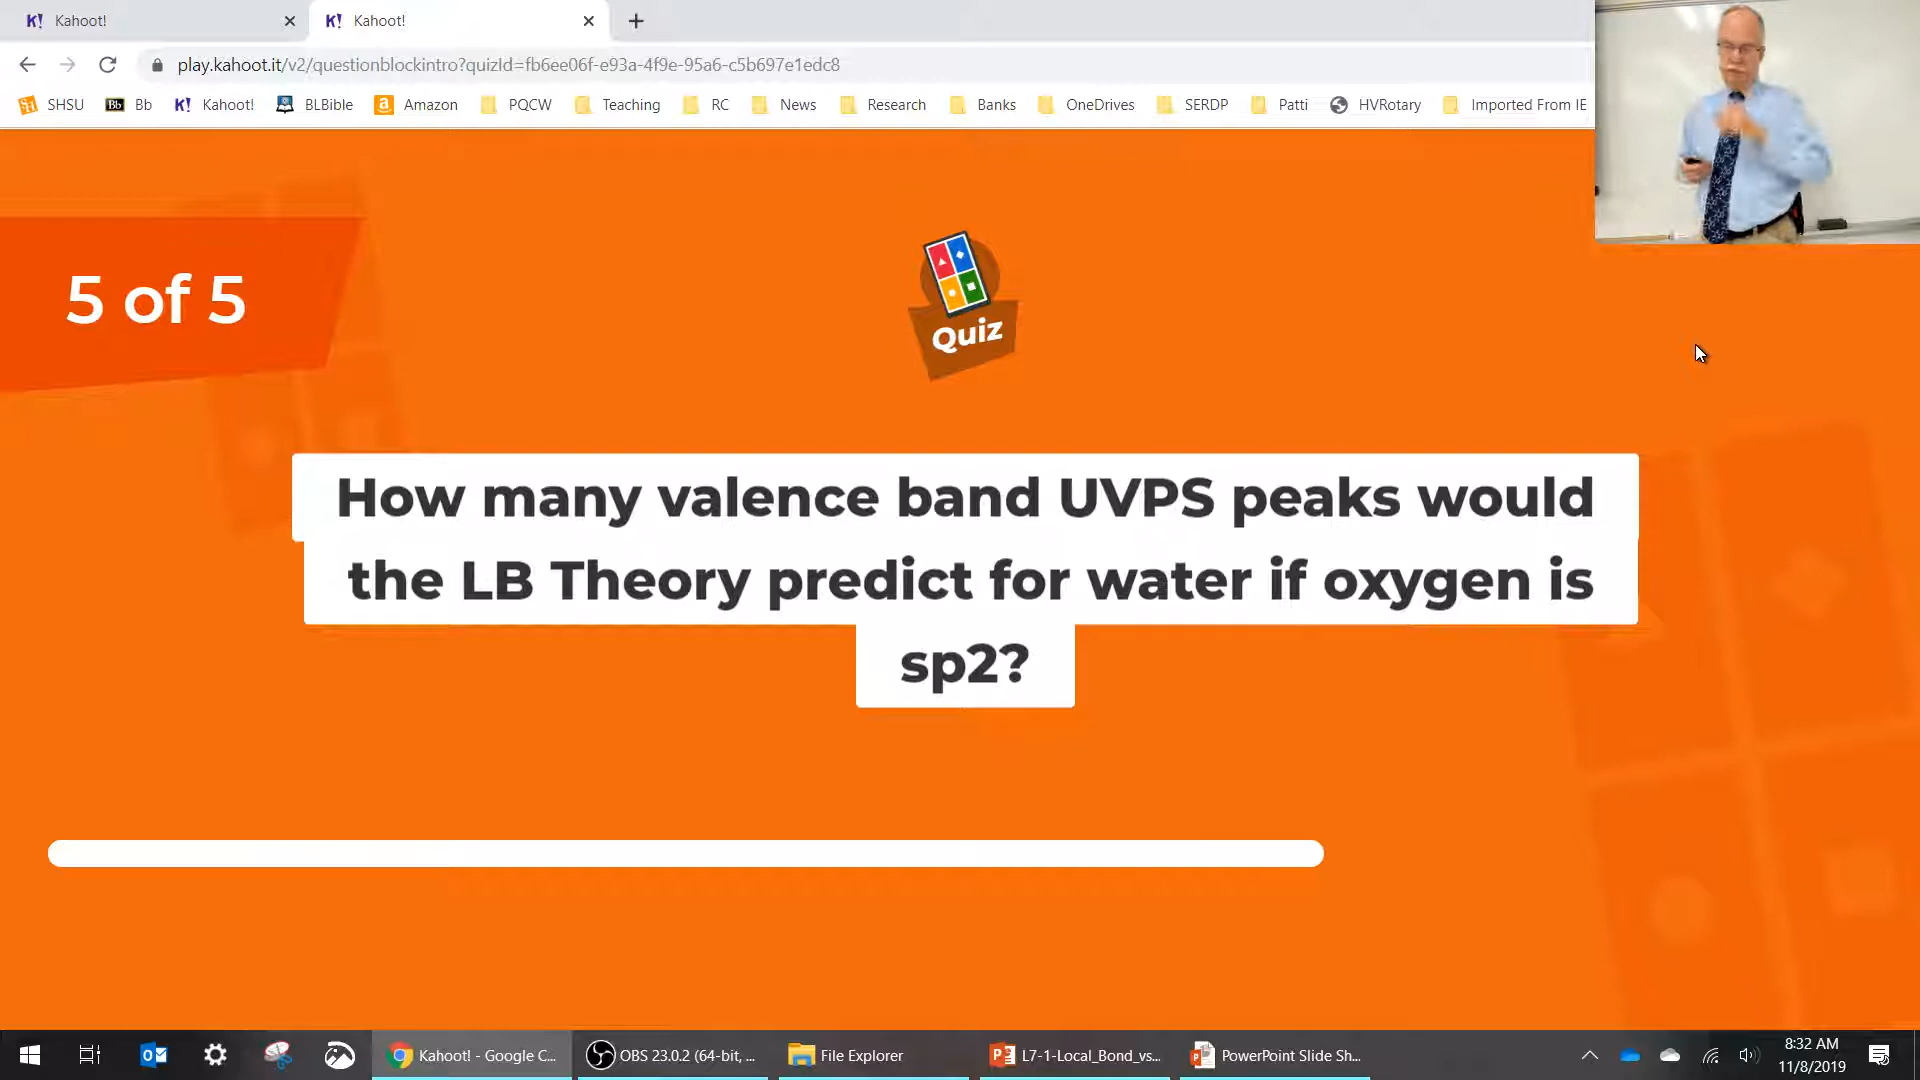 Kahoot!
Kahoot!
play.kahoot.it/v2/questionblockintro?quizId=fb6ee06f-e93a-4f9e-95a6-c5b697e1edc8
SHSU Bb Bb Kahoot! BLBible Amazon PQCW Teaching RC News Research Banks OneDrives SERDP Patti HVRotary Imported From IE
5 of 5
Quiz
How many valence band UVPS peaks would
the LB Theory predict for water if oxygen is
sp2?
Kahoot! - Google C... OBS 23.0.2 (64-bit, ... File Explorer L7-1-Local_Bond_vs... PowerPoint Slide Sh...
8:32 AM
11/8/2019